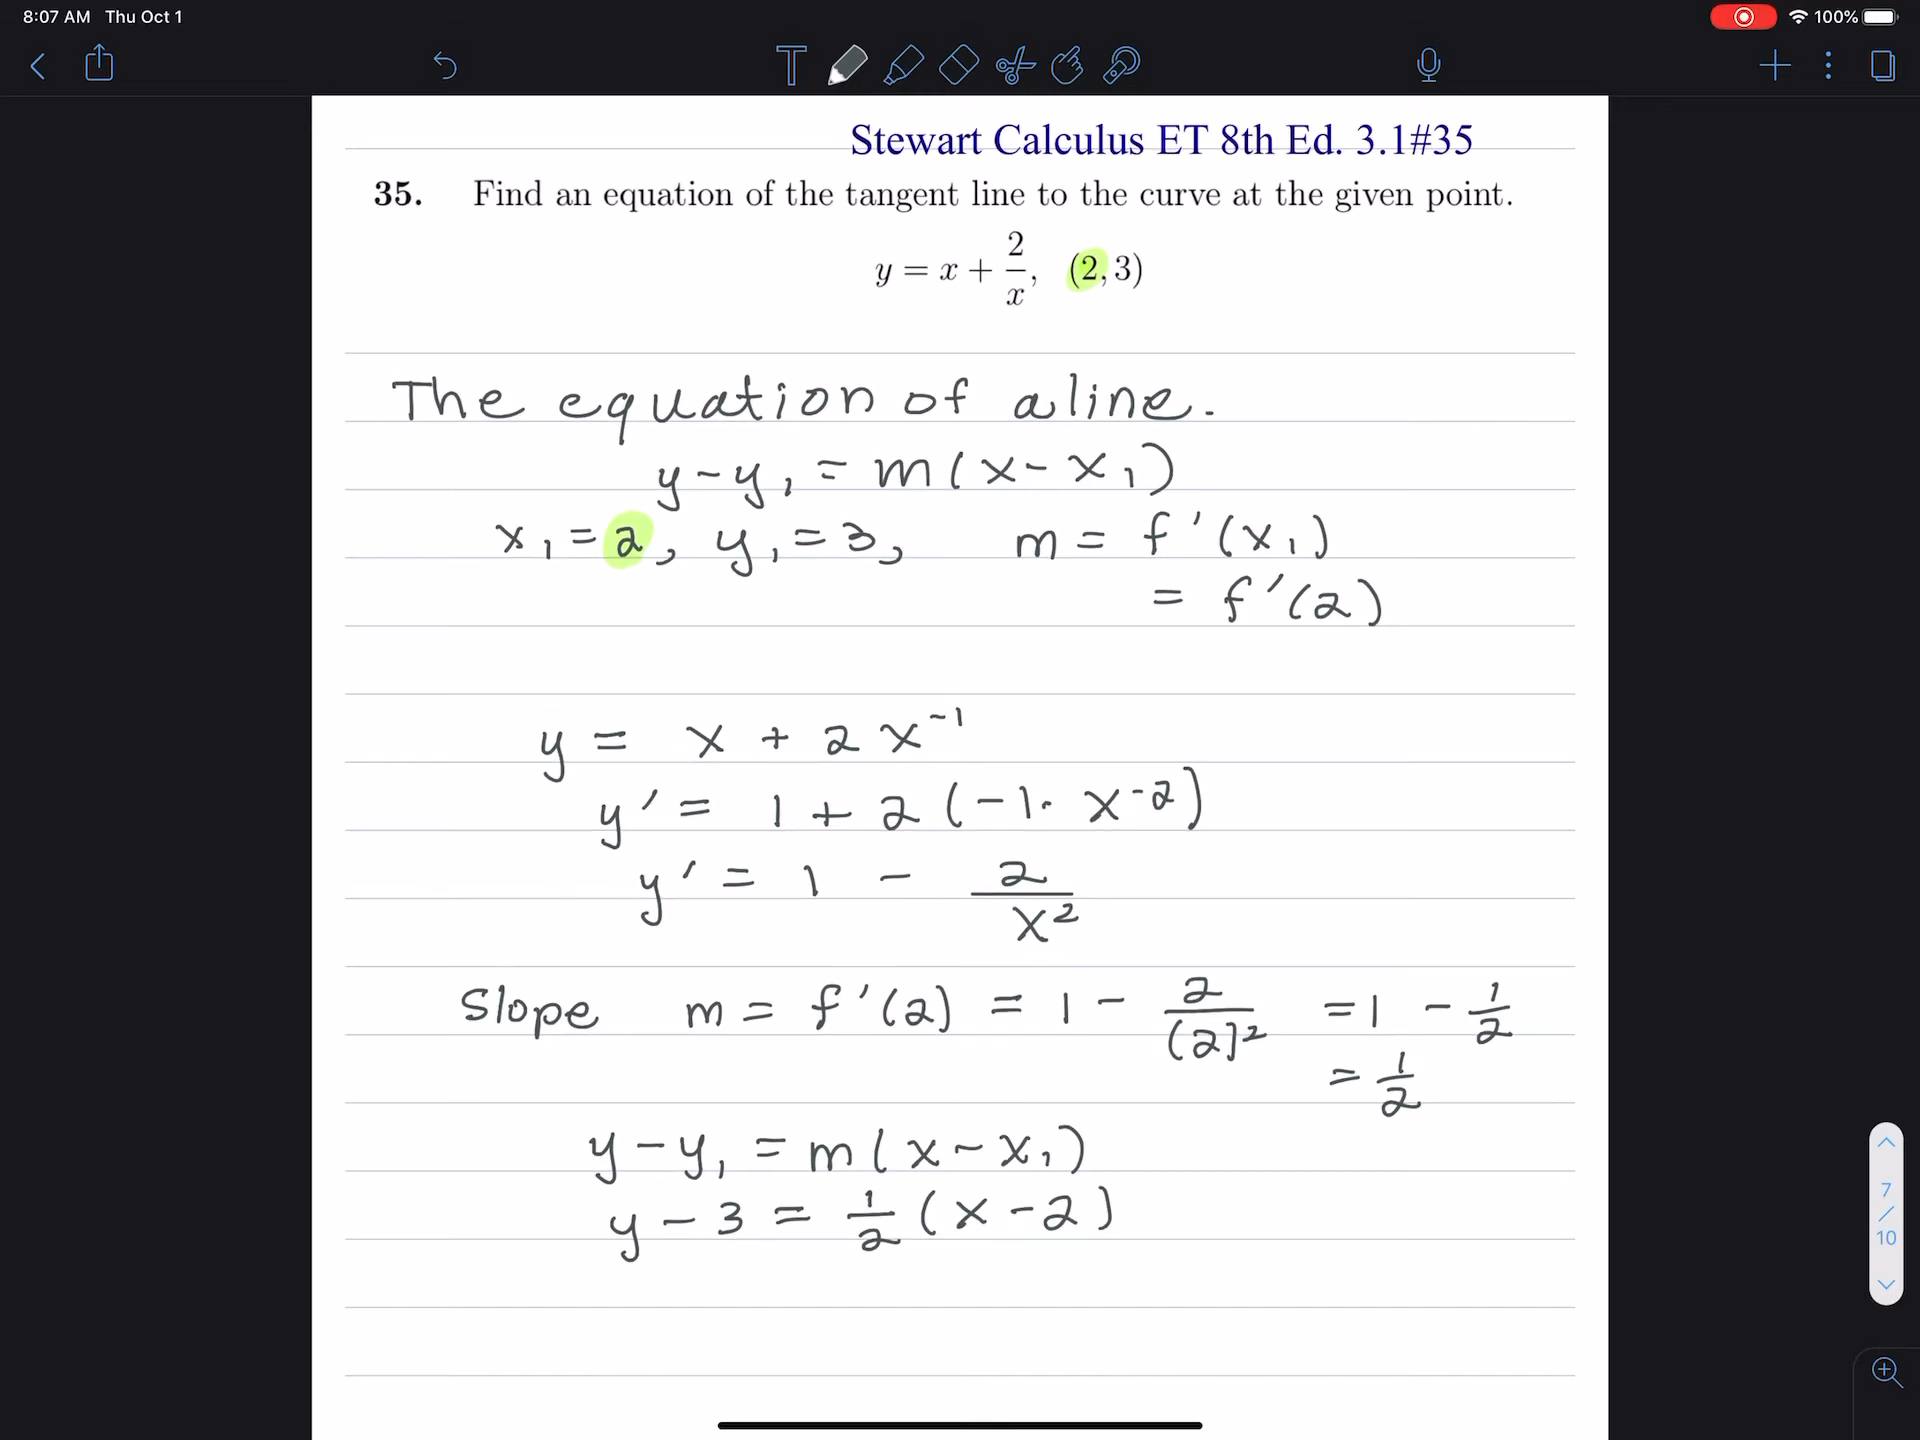 8:07 AM Thu Oct 1
100%
T
Stewart Calculus ET 8th Ed. 3.1#35
35. Find an equation of the tangent line to the curve at the given point.
y = x + 2/x, (2, 3)
The equation of a line.
y - y₁ = m(x - x₁)
x₁ = 2, y₁ = 3, m = f'(x₁)
= f'(2)
y = x + 2x⁻¹
y' = 1 + 2(-1· x⁻²)
y' = 1 - 2/x²
Slope m = f'(2) = 1 - 2/(2)² = 1 - 1/2
= 1/2
y - y₁ = m(x - x₁)
y - 3 = 1/2 (x - 2)
7
/
10